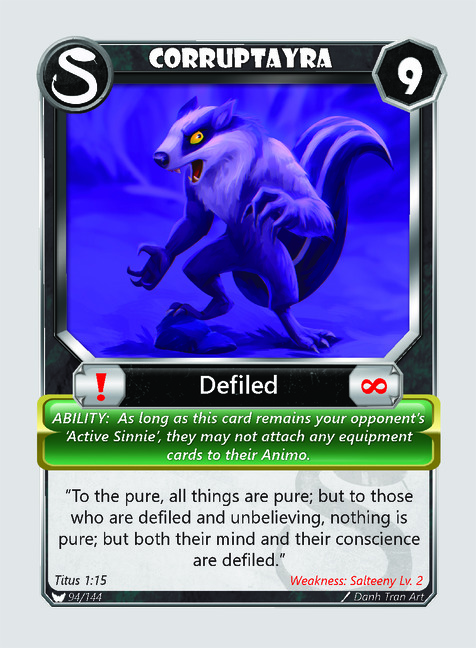 S
CORRUPTAYRA
9
! Defiled ∞
ABILITY: As long as this card remains your opponent's
'Active Sinnie', they may not attach any equipment
cards to their Animo.
"To the pure, all things are pure; but to those
who are defiled and unbelieving, nothing is
pure; but both their mind and their conscience
are defiled."
Titus 1:15
Weakness: Salteeny Lv. 2
94/144
Danh Tran Art